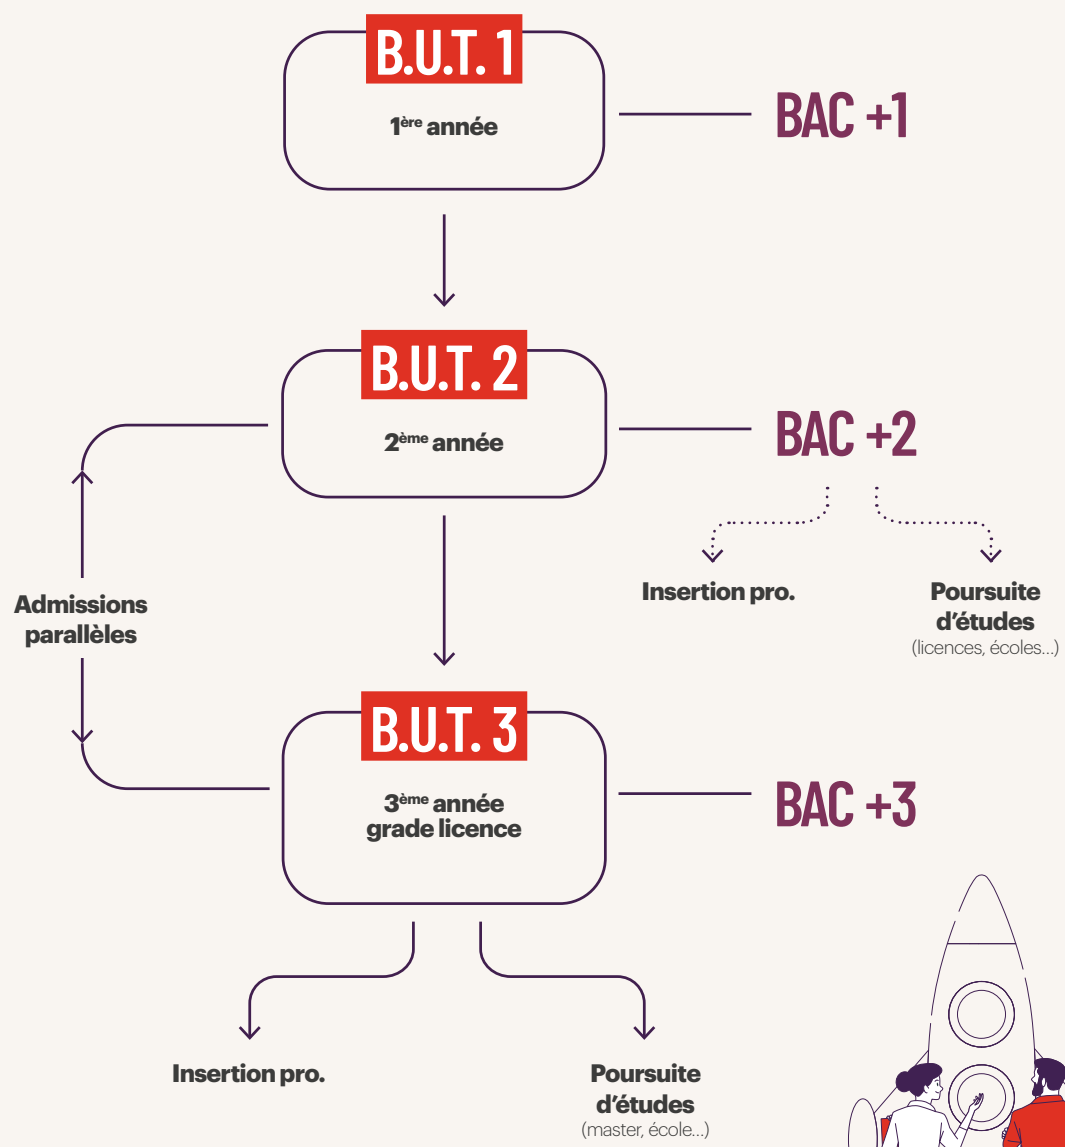 B.U.T. 1
1ère année
BAC +1
B.U.T. 2
2ème année
BAC +2
Insertion pro.
Poursuite
d'études
(licences, écoles...)
Admissions
parallèles
B.U.T. 3
3ème année
grade licence
BAC +3
Insertion pro.
Poursuite
d'études
(master, école...)